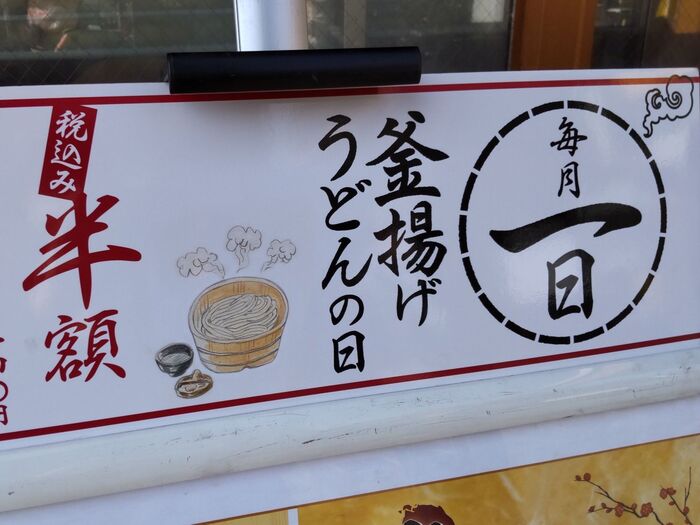 毎月
一日
釜揚げ
うどんの日
税込み
半額